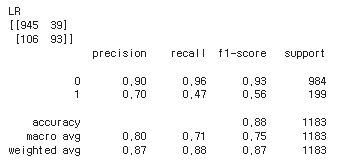 LR
[[945 39]
[106 93]]
precision recall f1-score support
0 0.90 0.96 0.93 984
1 0.70 0.47 0.56 199
accuracy 0.88 1183
macro avg 0.80 0.71 0.75 1183
weighted avg 0.87 0.88 0.87 1183